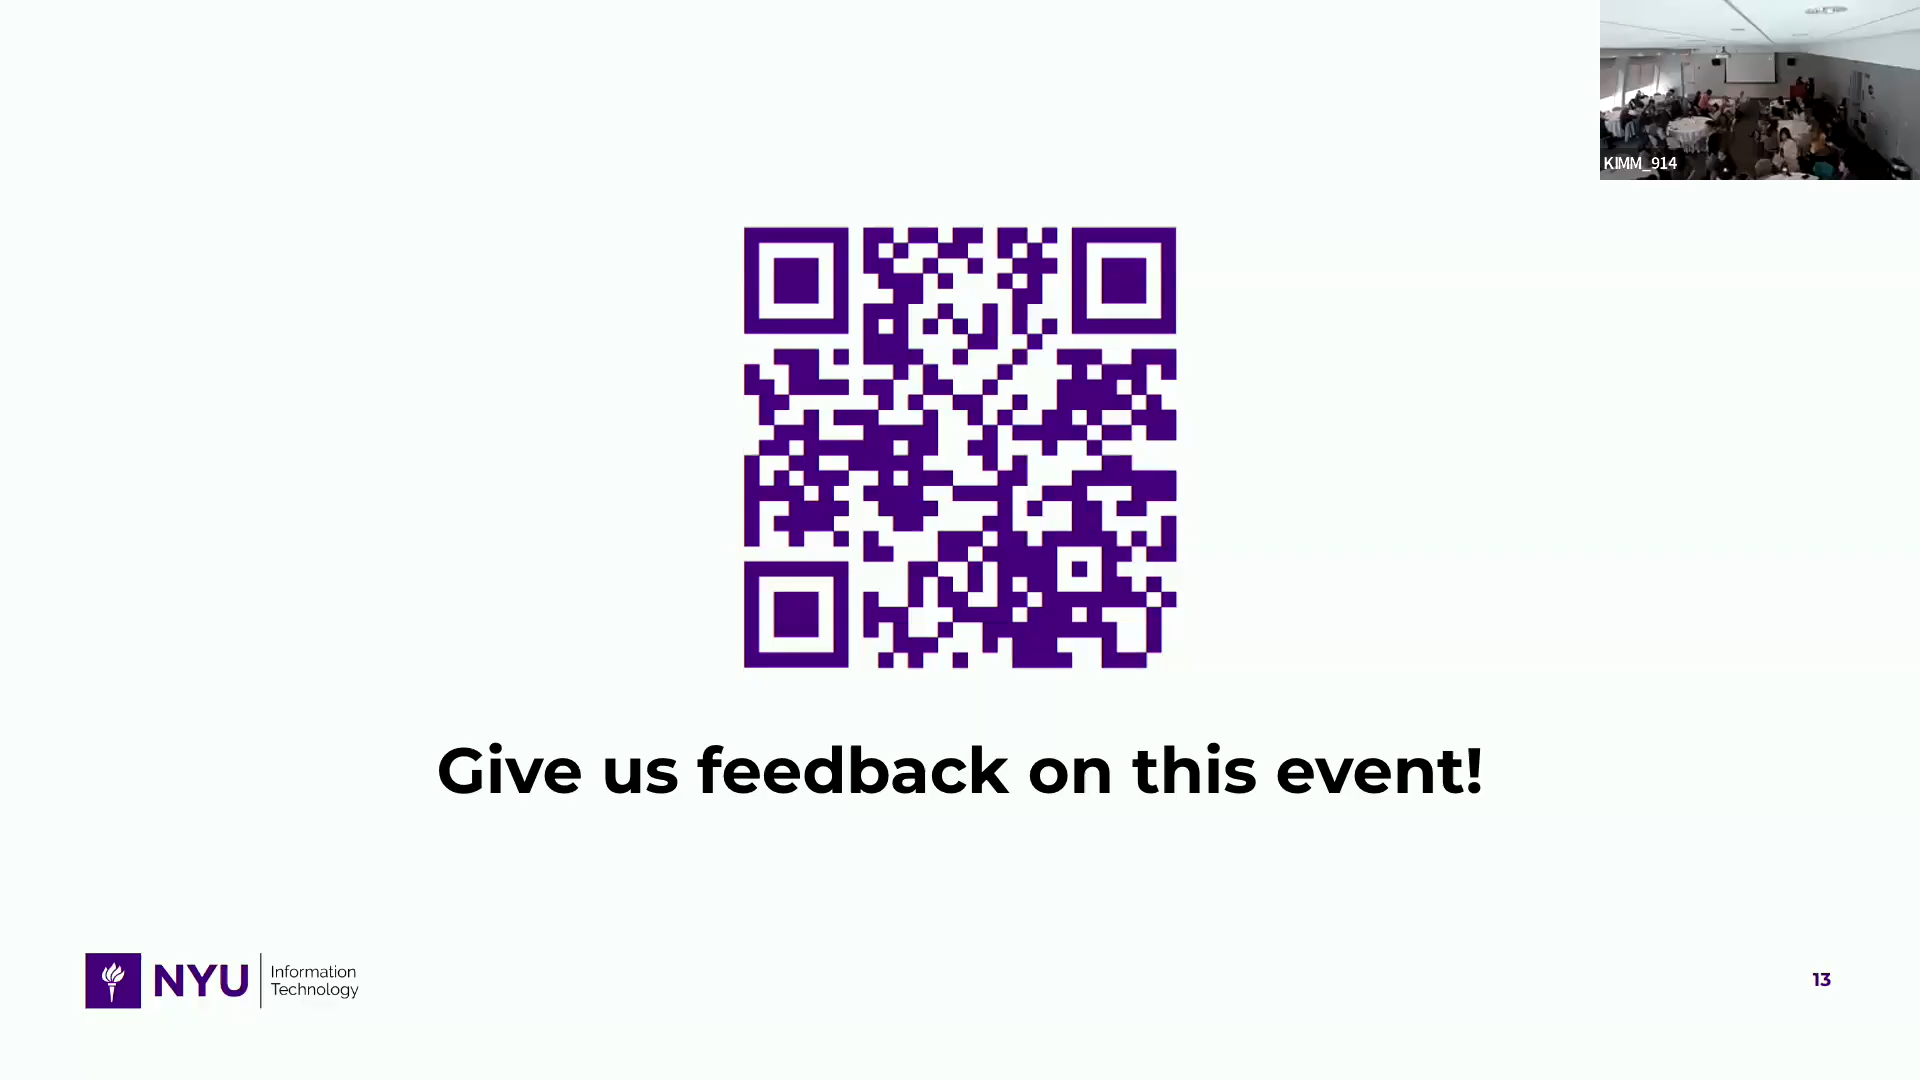 KIMM_914
Give us feedback on this event!
NYU
Information
Technology
13